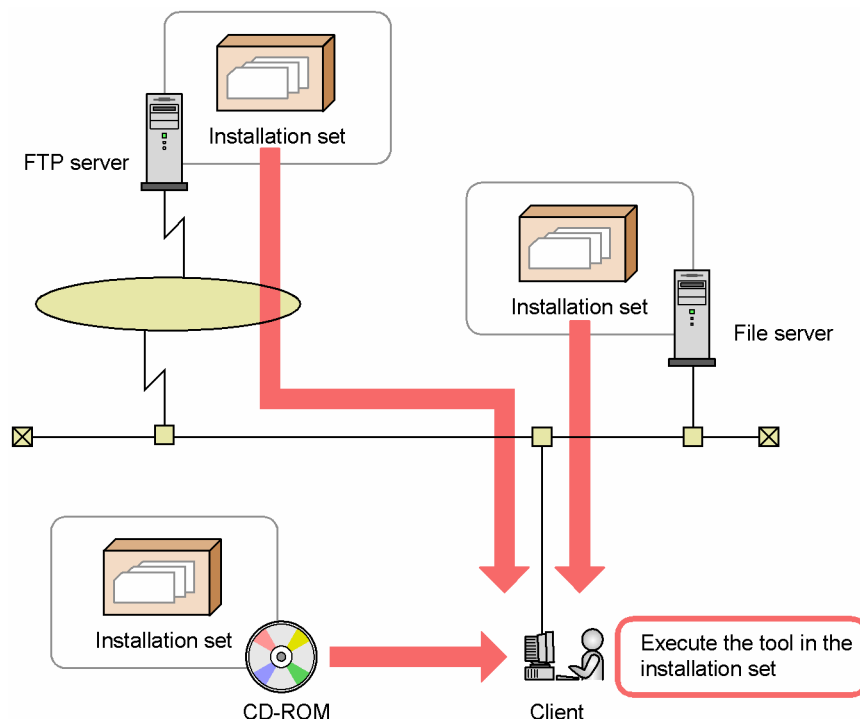 Installation set
FTP server
Installation set
File server
Installation set
CD-ROM
Execute the tool in the
installation set
Client